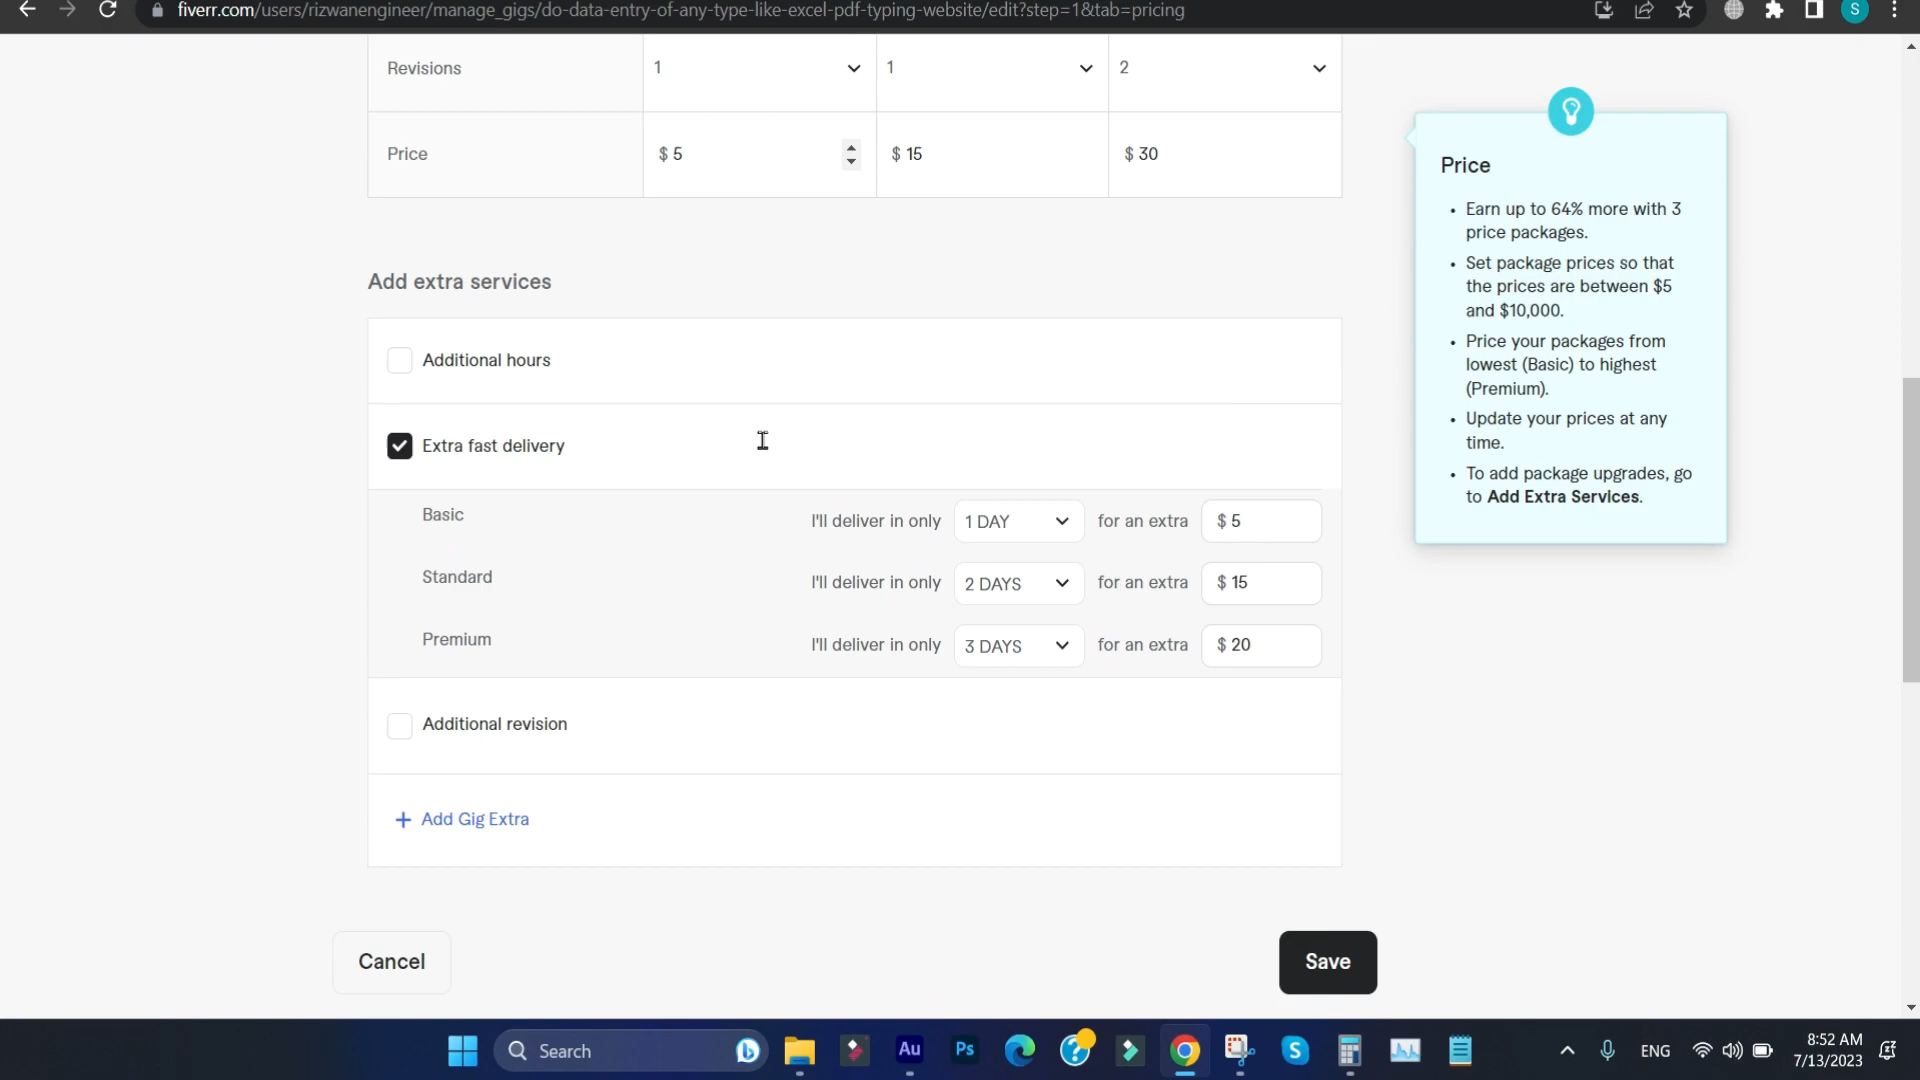 fiverr.com/users/rizwanengineer/manage_gigs/do-data-entry-of-any-type-like-excel-pdf-typing-website/edit?step=1&tab=pricing
S
Revisions 1 1 2
Price $ 5 $ 15 $ 30
Price
• Earn up to 64% more with 3
price packages.
• Set package prices so that
the prices are between $5
and $10,000.
• Price your packages from
lowest (Basic) to highest
(Premium).
• Update your prices at any
time.
• To add package upgrades, go
to Add Extra Services.
Add extra services
Additional hours
Extra fast delivery
Basic I'll deliver in only 1 DAY for an extra $ 5
Standard I'll deliver in only 2 DAYS for an extra $ 15
Premium I'll deliver in only 3 DAYS for an extra $ 20
Additional revision
+ Add Gig Extra
Cancel Save
Search Au Ps ENG 8:52 AM
7/13/2023